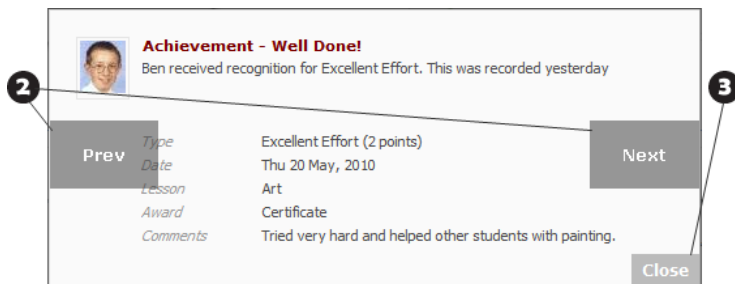 Achievement - Well Done!
Ben received recognition for Excellent Effort. This was recorded yesterday
2
3
Prev
Next
Type Excellent Effort (2 points)
Date Thu 20 May, 2010
Lesson Art
Award Certificate
Comments Tried very hard and helped other students with painting.
Close